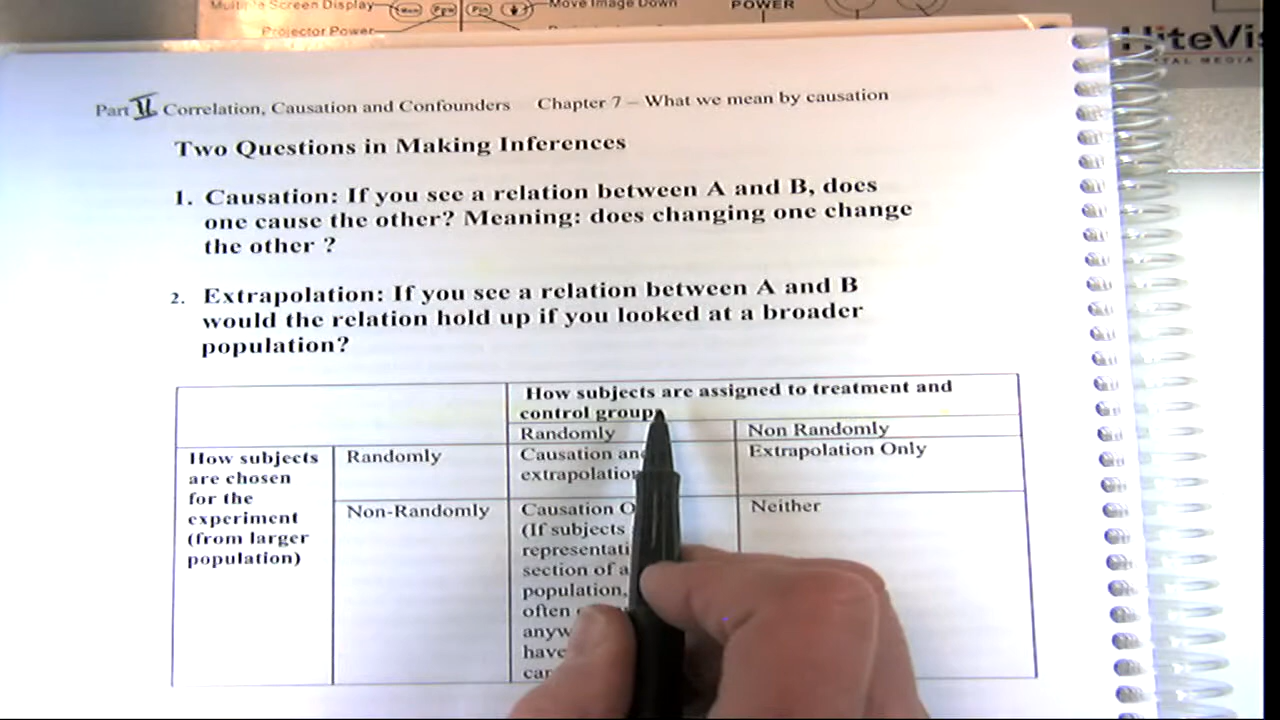 Screen Display
Move Image Down
POWER
Projector Power
Part II Correlation, Causation and Confounders Chapter 7 – What we mean by causation
Two Questions in Making Inferences
1. Causation: If you see a relation between A and B, does
one cause the other? Meaning: does changing one change
the other ?
2. Extrapolation: If you see a relation between A and B
would the relation hold up if you looked at a broader
population?
How subjects are assigned to treatment and
control group
Randomly
Non Randomly
How subjects
are chosen
for the
experiment
(from larger
population)
Randomly
Causation
extrapolation
Extrapolation Only
Non-Randomly
Causation
(If subjects
section of a
population,
often
have
Neither